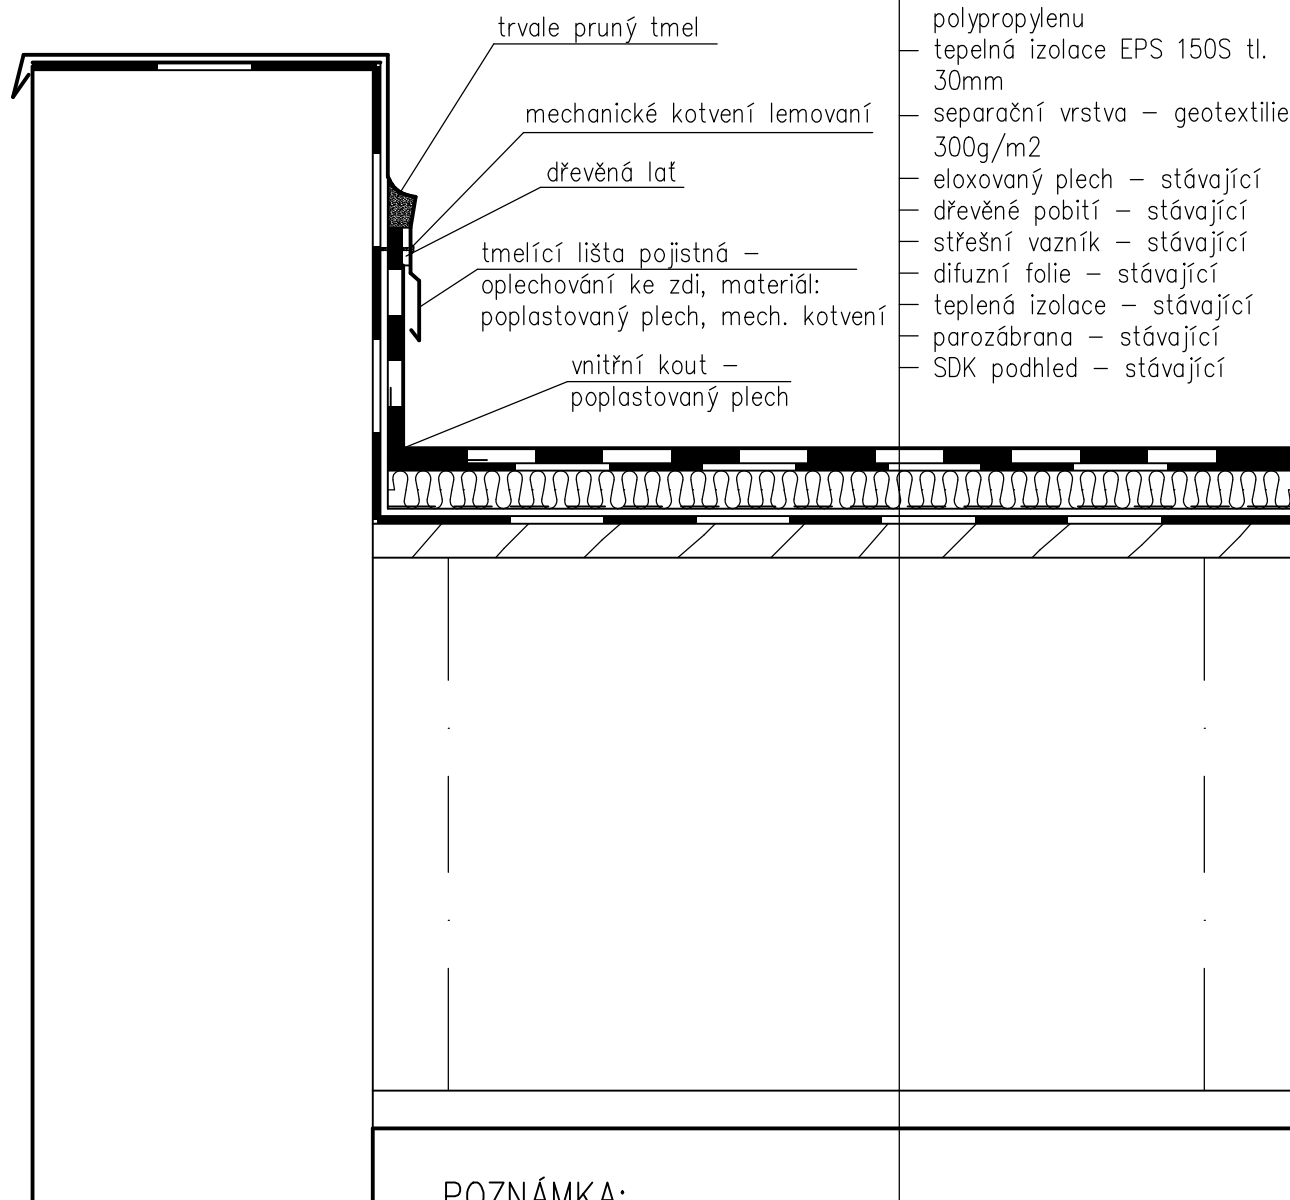 trvale pruný tmel
mechanické kotvení lemovaní
dřevěná lať
tmelící lišta pojistná –
oplechování ke zdi, materiál:
poplastovaný plech, mech. kotvení
vnitřní kout –
poplastovaný plech
polypropylenu
tepelná izolace EPS 150S tl.
30mm
separační vrstva – geotextilie
300g/m2
eloxovaný plech – stávající
dřevěné pobití – stávající
střešní vazník – stávající
difuzní folie – stávající
teplená izolace – stávající
parozábrana – stávající
SDK podhled – stávající
POZNÁMKA: